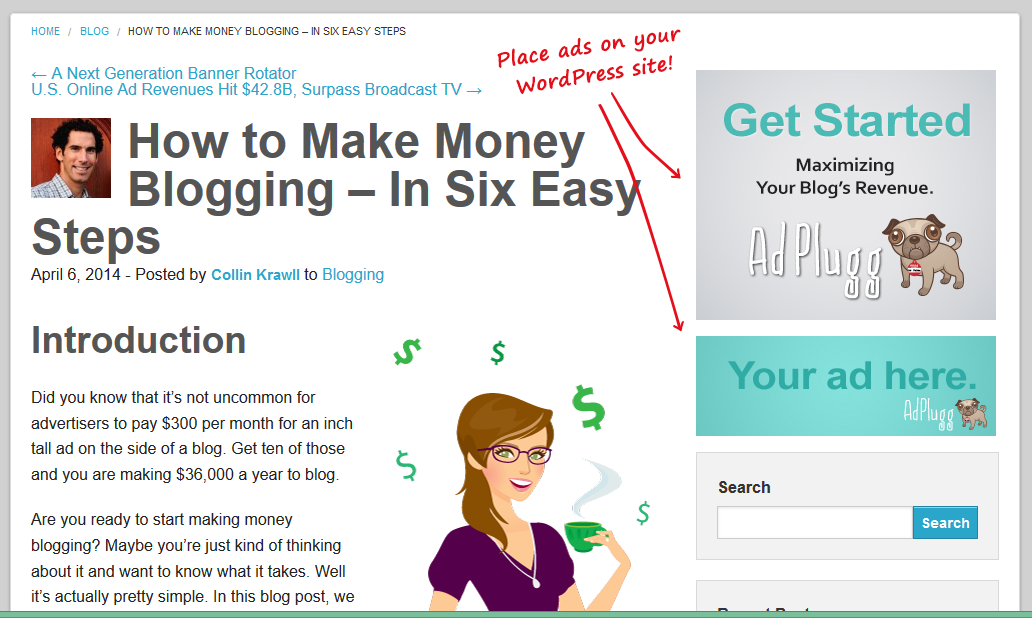 HOME / BLOG / HOW TO MAKE MONEY BLOGGING – IN SIX EASY STEPS
← A Next Generation Banner Rotator
U.S. Online Ad Revenues Hit $42.8B, Surpass Broadcast TV →
How to Make Money
Blogging – In Six Easy
Steps
April 6, 2014 - Posted by Collin Krawll to Blogging
Introduction
Did you know that it’s not uncommon for
advertisers to pay $300 per month for an inch
tall ad on the side of a blog. Get ten of those
and you are making $36,000 a year to blog.
Are you ready to start making money
blogging? Maybe you’re just kind of thinking
about it and want to know what it takes. Well
it’s actually pretty simple. In this blog post, we
$ $
$
$
$
Place ads on your
WordPress site!
Get Started
Maximizing
Your Blog’s Revenue.
AdPlugg
Your ad here.
AdPlugg
Search
Search